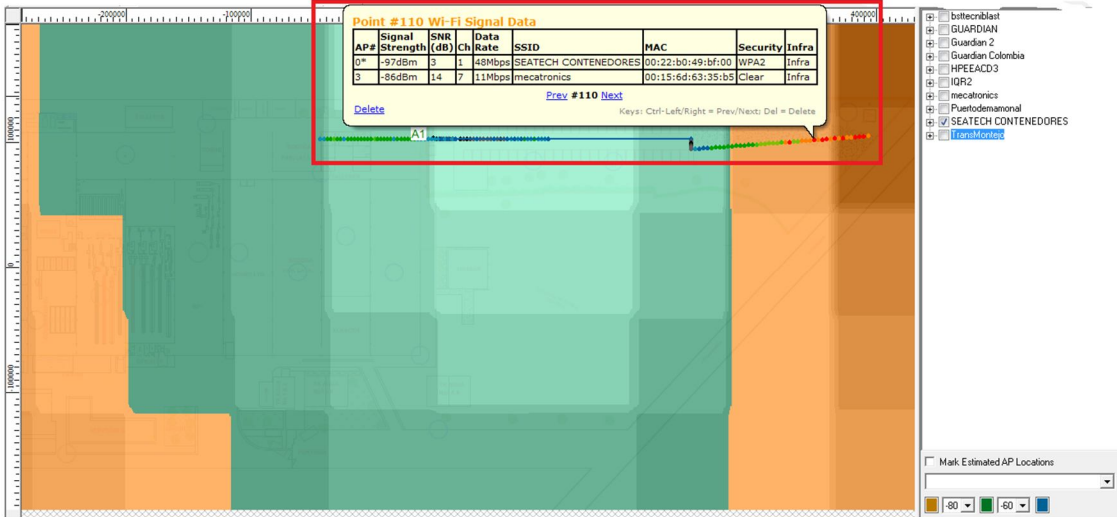 -200000
-100000
400000
Point #110 Wi-Fi Signal Data
AP# Signal Strength SNR (dB) Ch Data Rate SSID MAC Security Infra
0* -97dBm 3 1 48Mbps SEATECH CONTENEDORES 00:22:b0:49:bf:00 WPA2 Infra
3 -86dBm 14 7 11Mbps mecatronics 00:15:6d:63:35:b5 Clear Infra
Prev #110 Next
Delete
Keys: Ctrl-Left/Right = Prev/Next; Del = Delete
A1
100000
0
-100000
bsttecniblast
GUARDIAN
Guardian 2
Guardian Colombia
HPEEACD3
IQR2
mecatronics
Puertodemamonal
SEATECH CONTENEDORES
TransMontejo
Mark Estimated AP Locations
-80
-60